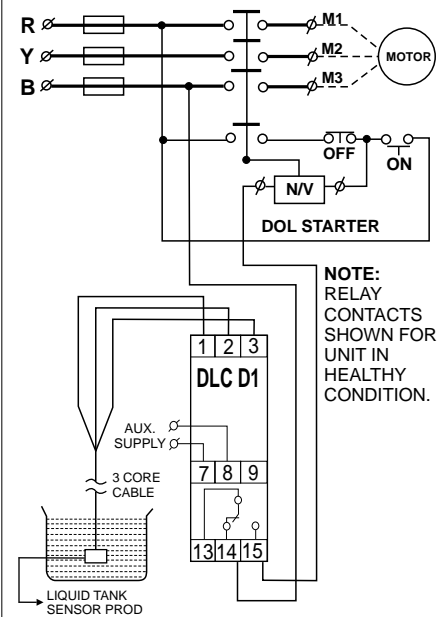 R
M1
Y
M2
MOTOR
B
M3
OFF
ON
N/V
DOL STARTER
NOTE:
RELAY
CONTACTS
SHOWN FOR
UNIT IN
HEALTHY
CONDITION.
1 2 3
DLC D1
AUX.
SUPPLY
7 8 9
3 CORE
CABLE
13 14 15
LIQUID TANK
SENSOR PROD